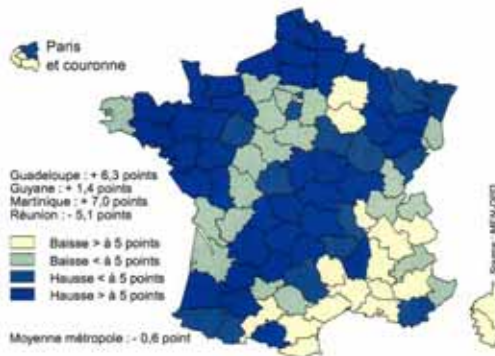 Paris
et couronne
Guadeloupe : + 6,3 points
Guyane : + 1,4 points
Martinique : + 7,0 points
Réunion : - 5,1 points
Baisse > à 5 points
Baisse < à 5 points
Hausse < à 5 points
Hausse > à 5 points
Moyenne métropole : - 0,6 point